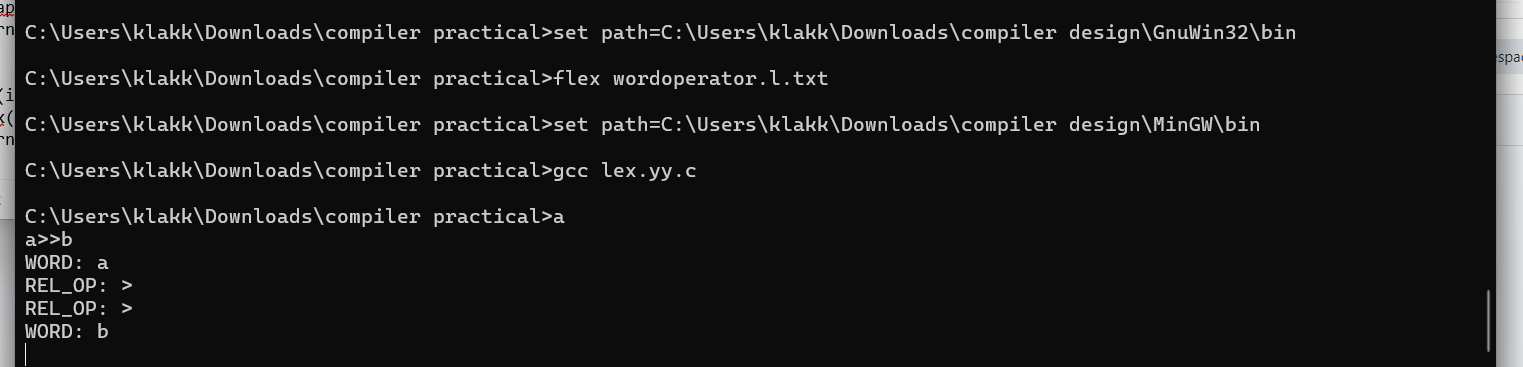 C:\Users\klakk\Downloads\compiler practical>set path=C:\Users\klakk\Downloads\compiler design\GnuWin32\bin
C:\Users\klakk\Downloads\compiler practical>flex wordoperator.l.txt
C:\Users\klakk\Downloads\compiler practical>set path=C:\Users\klakk\Downloads\compiler design\MinGW\bin
C:\Users\klakk\Downloads\compiler practical>gcc lex.yy.c
C:\Users\klakk\Downloads\compiler practical>a
a>>b
WORD: a
REL_OP: >
REL_OP: >
WORD: b